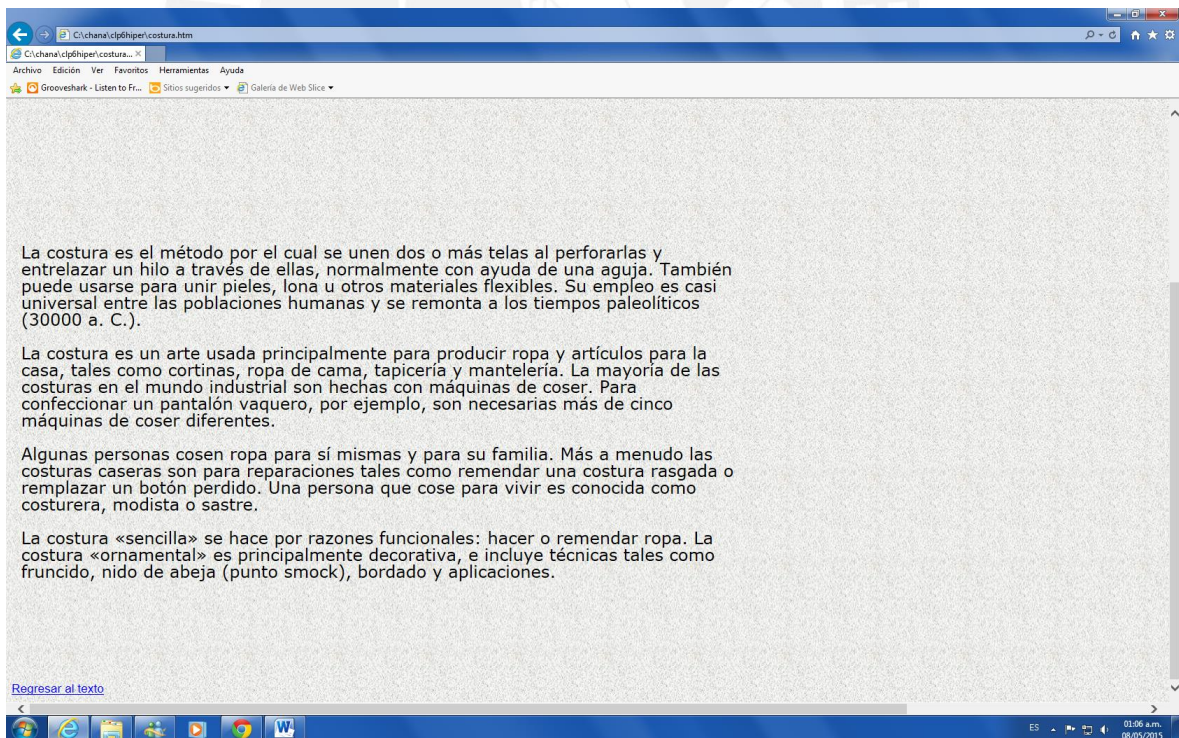 C:\chana\clp6hiper\costura.htm
C:\chana\clp6hiper\costura...
Archivo Edición Ver Favoritos Herramientas Ayuda
Grooveshark - Listen to Fr... Sitios sugeridos Galería de Web Slice
La costura es el método por el cual se unen dos o más telas al perforarlas y
entrelazar un hilo a través de ellas, normalmente con ayuda de una aguja. También
puede usarse para unir pieles, lona u otros materiales flexibles. Su empleo es casi
universal entre las poblaciones humanas y se remonta a los tiempos paleolíticos
(30000 a. C.).
La costura es un arte usada principalmente para producir ropa y artículos para la
casa, tales como cortinas, ropa de cama, tapicería y mantelería. La mayoría de las
costuras en el mundo industrial son hechas con máquinas de coser. Para
confeccionar un pantalón vaquero, por ejemplo, son necesarias más de cinco
máquinas de coser diferentes.
Algunas personas cosen ropa para sí mismas y para su familia. Más a menudo las
costuras caseras son para reparaciones tales como remendar una costura rasgada o
remplazar un botón perdido. Una persona que cose para vivir es conocida como
costurera, modista o sastre.
La costura «sencilla» se hace por razones funcionales: hacer o remendar ropa. La
costura «ornamental» es principalmente decorativa, e incluye técnicas tales como
fruncido, nido de abeja (punto smock), bordado y aplicaciones.
Regresar al texto
ES 01:06 a.m.
08/05/2015